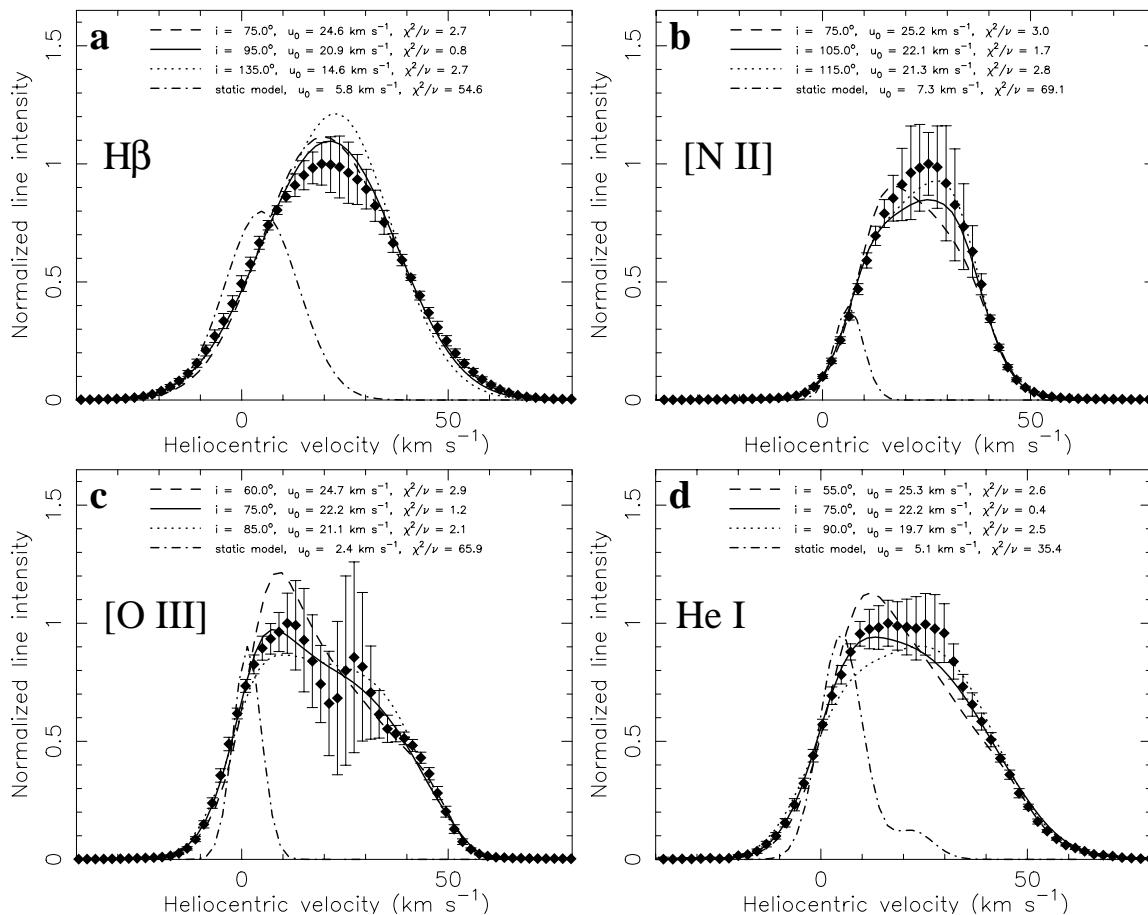 a
i = 75.0°, u₀ = 24.6 km s⁻¹, χ²/ν = 2.7
i = 95.0°, u₀ = 20.9 km s⁻¹, χ²/ν = 0.8
i = 135.0°, u₀ = 14.6 km s⁻¹, χ²/ν = 2.7
static model, u₀ = 5.8 km s⁻¹, χ²/ν = 54.6
Hβ
Normalized line intensity
0 0.5 1 1.5
0 50
Heliocentric velocity (km s⁻¹)
b
i = 75.0°, u₀ = 25.2 km s⁻¹, χ²/ν = 3.0
i = 105.0°, u₀ = 22.1 km s⁻¹, χ²/ν = 1.7
i = 115.0°, u₀ = 21.3 km s⁻¹, χ²/ν = 2.8
static model, u₀ = 7.3 km s⁻¹, χ²/ν = 69.1
[N II]
Normalized line intensity
0 0.5 1 1.5
0 50
Heliocentric velocity (km s⁻¹)
c
i = 60.0°, u₀ = 24.7 km s⁻¹, χ²/ν = 2.9
i = 75.0°, u₀ = 22.2 km s⁻¹, χ²/ν = 1.2
i = 85.0°, u₀ = 21.1 km s⁻¹, χ²/ν = 2.1
static model, u₀ = 2.4 km s⁻¹, χ²/ν = 65.9
[O III]
Normalized line intensity
0 0.5 1 1.5
0 50
Heliocentric velocity (km s⁻¹)
d
i = 55.0°, u₀ = 25.3 km s⁻¹, χ²/ν = 2.6
i = 75.0°, u₀ = 22.2 km s⁻¹, χ²/ν = 0.4
i = 90.0°, u₀ = 19.7 km s⁻¹, χ²/ν = 2.5
static model, u₀ = 5.1 km s⁻¹, χ²/ν = 35.4
He I
Normalized line intensity
0 0.5 1 1.5
0 50
Heliocentric velocity (km s⁻¹)